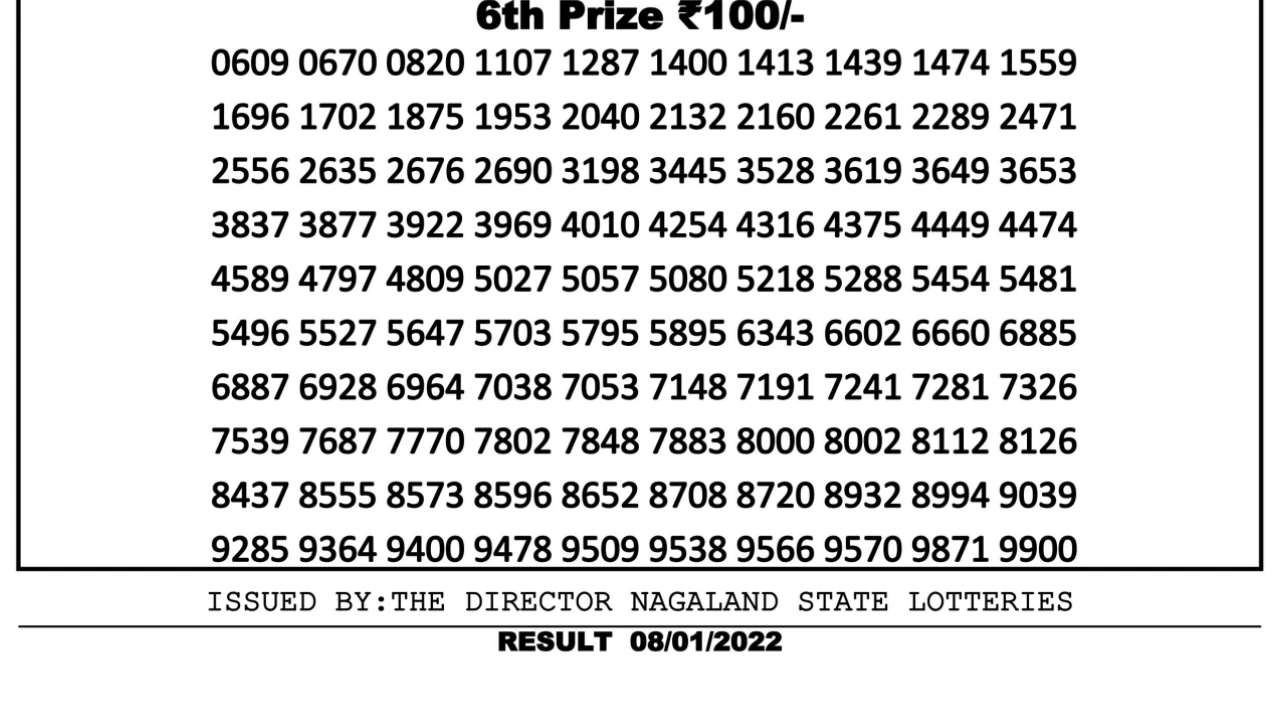 6th Prize ₹100/-
0609 0670 0820 1107 1287 1400 1413 1439 1474 1559
1696 1702 1875 1953 2040 2132 2160 2261 2289 2471
2556 2635 2676 2690 3198 3445 3528 3619 3649 3653
3837 3877 3922 3969 4010 4254 4316 4375 4449 4474
4589 4797 4809 5027 5057 5080 5218 5288 5454 5481
5496 5527 5647 5703 5795 5895 6343 6602 6660 6885
6887 6928 6964 7038 7053 7148 7191 7241 7281 7326
7539 7687 7770 7802 7848 7883 8000 8002 8112 8126
8437 8555 8573 8596 8652 8708 8720 8932 8994 9039
9285 9364 9400 9478 9509 9538 9566 9570 9871 9900
ISSUED BY:THE DIRECTOR NAGALAND STATE LOTTERIES
RESULT 08/01/2022